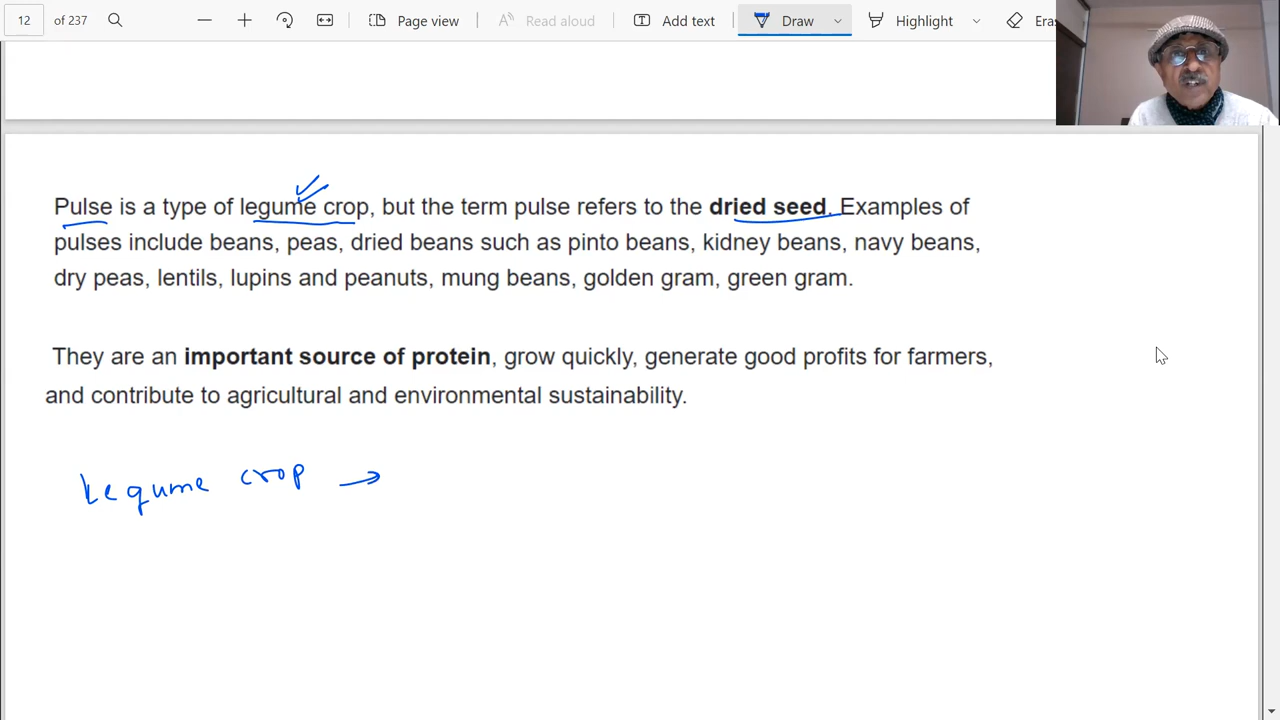 12 of 237 Page view Read aloud Add text Draw Highlight Era
Pulse is a type of legume crop, but the term pulse refers to the dried seed. Examples of
pulses include beans, peas, dried beans such as pinto beans, kidney beans, navy beans,
dry peas, lentils, lupins and peanuts, mung beans, golden gram, green gram.
They are an important source of protein, grow quickly, generate good profits for farmers,
and contribute to agricultural and environmental sustainability.
Legume crop →